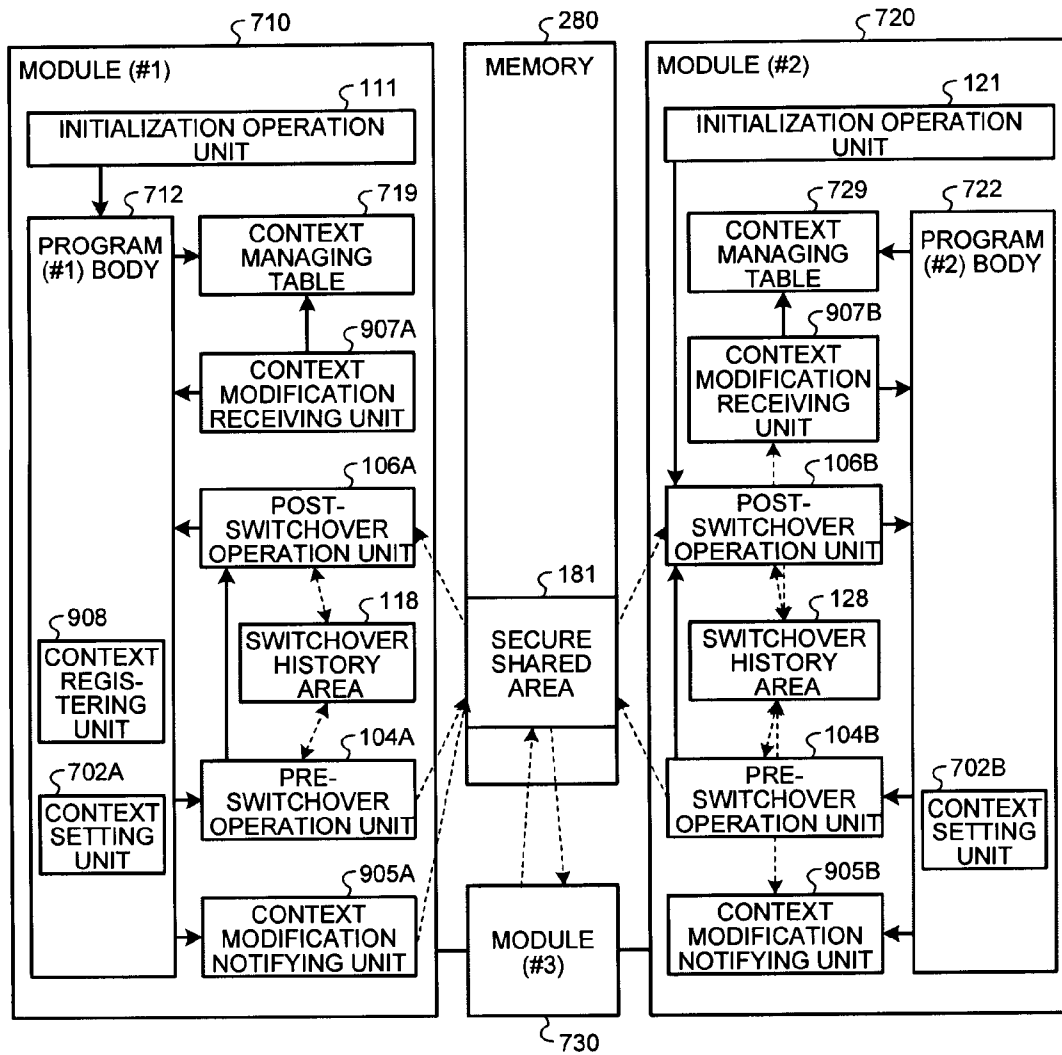 710
MODULE (#1)
111
INITIALIZATION OPERATION
UNIT
712
PROGRAM
(#1) BODY
719
CONTEXT
MANAGING
TABLE
907A
CONTEXT
MODIFICATION
RECEIVING UNIT
106A
POST-
SWITCHOVER
OPERATION UNIT
118
SWITCHOVER
HISTORY
AREA
908
CONTEXT
REGIS-
TERING
UNIT
104A
PRE-
SWITCHOVER
OPERATION UNIT
702A
CONTEXT
SETTING
UNIT
905A
CONTEXT
MODIFICATION
NOTIFYING UNIT
280
MEMORY
181
SECURE
SHARED
AREA
MODULE
(#3)
730
720
MODULE (#2)
121
INITIALIZATION OPERATION
UNIT
729
CONTEXT
MANAGING
TABLE
722
PROGRAM
(#2) BODY
907B
CONTEXT
MODIFICATION
RECEIVING
UNIT
106B
POST-
SWITCHOVER
OPERATION UNIT
128
SWITCHOVER
HISTORY
AREA
104B
PRE-
SWITCHOVER
OPERATION UNIT
702B
CONTEXT
SETTING
UNIT
905B
CONTEXT
MODIFICATION
NOTIFYING UNIT